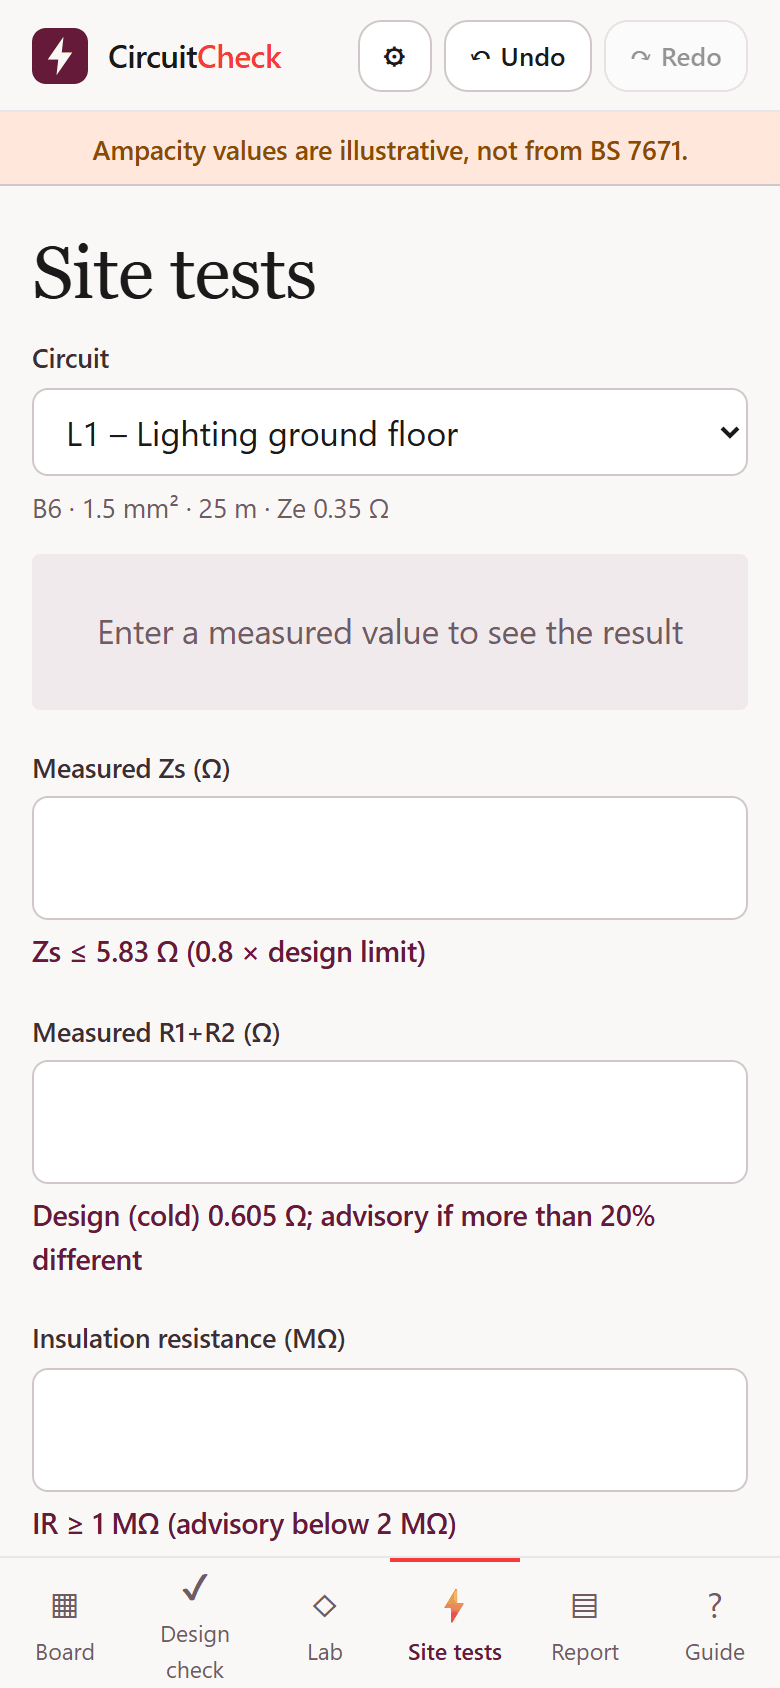 CircuitCheck
⚙
↶ Undo
↷ Redo
Ampacity values are illustrative, not from BS 7671.
Site tests
Circuit
L1 – Lighting ground floor
B6 · 1.5 mm² · 25 m · Ze 0.35 Ω
Enter a measured value to see the result
Measured Zs (Ω)
Zs ≤ 5.83 Ω (0.8 × design limit)
Measured R1+R2 (Ω)
Design (cold) 0.605 Ω; advisory if more than 20%
different
Insulation resistance (MΩ)
IR ≥ 1 MΩ (advisory below 2 MΩ)
Board
Design
check
Lab
Site tests
Report
?
Guide